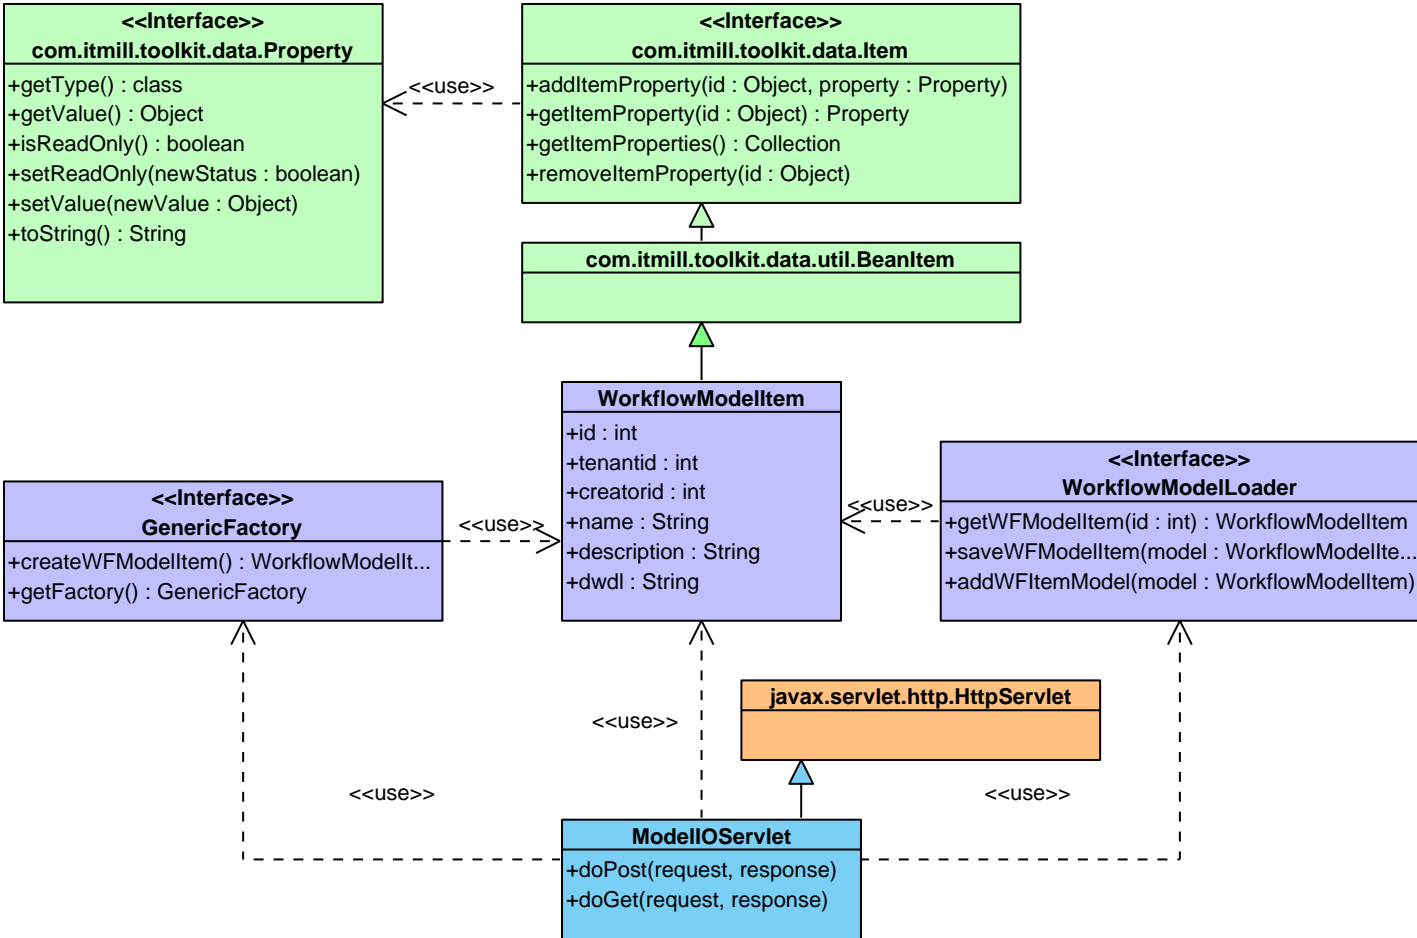 <<Interface>>
com.itmill.toolkit.data.Property
+getType() : class
+getValue() : Object
+isReadOnly() : boolean
+setReadOnly(newStatus : boolean)
+setValue(newValue : Object)
+toString() : String
<<use>>
<<Interface>>
com.itmill.toolkit.data.Item
+addItemProperty(id : Object, property : Property)
+getItemProperty(id : Object) : Property
+getItemProperties() : Collection
+removeItemProperty(id : Object)
com.itmill.toolkit.data.util.BeanItem
WorkflowModelItem
+id : int
+tenantid : int
+creatorid : int
+name : String
+description : String
+dwdl : String
<<Interface>>
GenericFactory
+createWFModelItem() : WorkflowModelIt...
+getFactory() : GenericFactory
<<use>>
<<use>>
<<Interface>>
WorkflowModelLoader
+getWFModelItem(id : int) : WorkflowModelItem
+saveWFModelItem(model : WorkflowModelIte...
+addWFItemModel(model : WorkflowModelItem)
javax.servlet.http.HttpServlet
<<use>>
<<use>>
<<use>>
ModelIOServlet
+doPost(request, response)
+doGet(request, response)